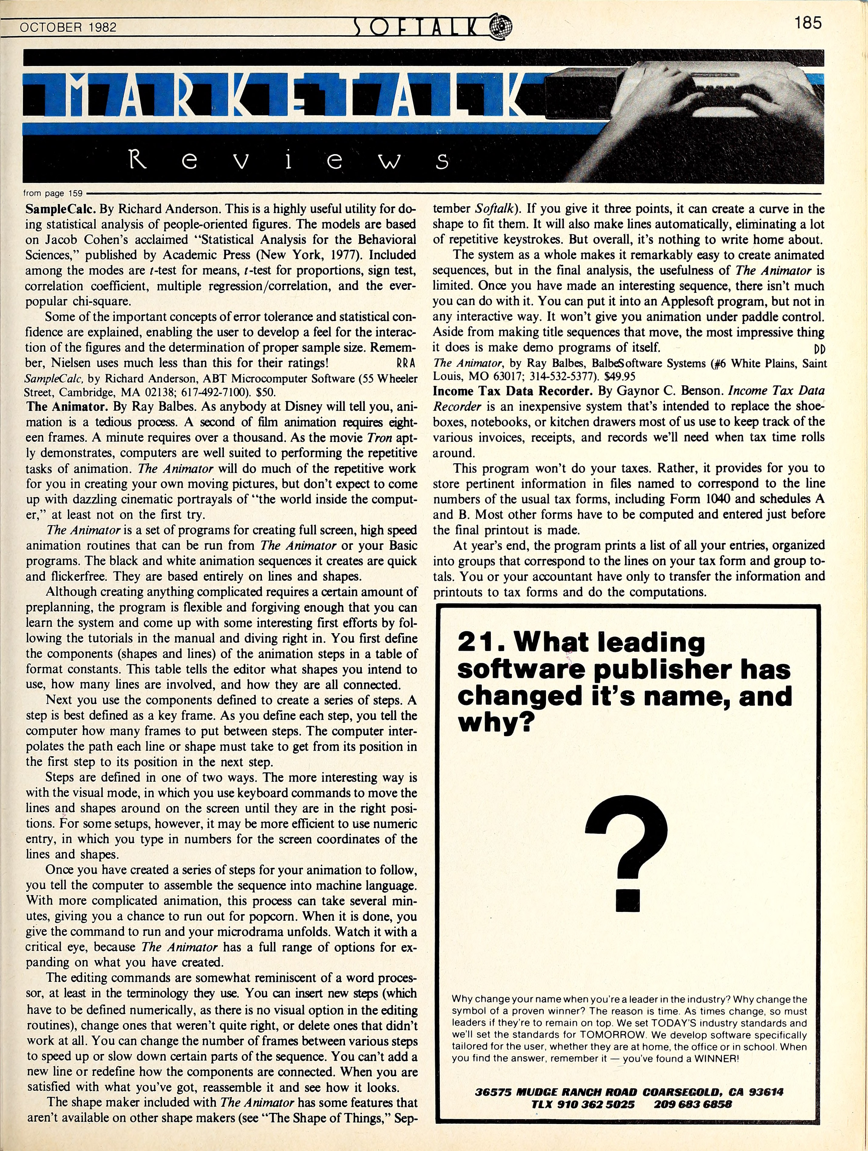 OCTOBER 1982
SOFTALK
185
MARKETALK
Reviews
from page 159
SampleCalc. By Richard Anderson. This is a highly useful utility for do-
ing statistical analysis of people-oriented figures. The models are based
on Jacob Cohen's acclaimed "Statistical Analysis for the Behavioral
Sciences," published by Academic Press (New York, 1977). Included
among the modes are t-test for means, t-test for proportions, sign test,
correlation coefficient, multiple regression/correlation, and the ever-
popular chi-square.
Some of the important concepts of error tolerance and statistical con-
fidence are explained, enabling the user to develop a feel for the interac-
tion of the figures and the determination of proper sample size. Remem-
ber, Nielsen uses much less than this for their ratings! RRA
SampleCalc, by Richard Anderson, ABT Microcomputer Software (55 Wheeler
Street, Cambridge, MA 02138; 617-492-7100). $50.
The Animator. By Ray Balbes. As anybody at Disney will tell you, ani-
mation is a tedious process. A second of film animation requires eight-
een frames. A minute requires over a thousand. As the movie Tron apt-
ly demonstrates, computers are well suited to performing the repetitive
tasks of animation. The Animator will do much of the repetitive work
for you in creating your own moving pictures, but don't expect to come
up with dazzling cinematic portrayals of "the world inside the comput-
er," at least not on the first try.
The Animator is a set of programs for creating full screen, high speed
animation routines that can be run from The Animator or your Basic
programs. The black and white animation sequences it creates are quick
and flickerfree. They are based entirely on lines and shapes.
Although creating anything complicated requires a certain amount of
preplanning, the program is flexible and forgiving enough that you can
learn the system and come up with some interesting first efforts by fol-
lowing the tutorials in the manual and diving right in. You first define
the components (shapes and lines) of the animation steps in a table of
format constants. This table tells the editor what shapes you intend to
use, how many lines are involved, and how they are all connected.
Next you use the components defined to create a series of steps. A
step is best defined as a key frame. As you define each step, you tell the
computer how many frames to put between steps. The computer inter-
polates the path each line or shape must take to get from its position in
the first step to its position in the next step.
Steps are defined in one of two ways. The more interesting way is
with the visual mode, in which you use keyboard commands to move the
lines and shapes around on the screen until they are in the right posi-
tions. For some setups, however, it may be more efficient to use numeric
entry, in which you type in numbers for the screen coordinates of the
lines and shapes.
Once you have created a series of steps for your animation to follow,
you tell the computer to assemble the sequence into machine language.
With more complicated animation, this process can take several min-
utes, giving you a chance to run out for popcorn. When it is done, you
give the command to run and your microdrama unfolds. Watch it with a
critical eye, because The Animator has a full range of options for ex-
panding on what you have created.
The editing commands are somewhat reminiscent of a word proces-
sor, at least in the terminology they use. You can insert new steps (which
have to be defined numerically, as there is no visual option in the editing
routines), change ones that weren't quite right, or delete ones that didn't
work at all. You can change the number of frames between various steps
to speed up or slow down certain parts of the sequence. You can't add a
new line or redefine how the components are connected. When you are
satisfied with what you've got, reassemble it and see how it looks.
The shape maker included with The Animator has some features that
aren't available on other shape makers (see "The Shape of Things," Sep-
tember Softalk). If you give it three points, it can create a curve in the
shape to fit them. It will also make lines automatically, eliminating a lot
of repetitive keystrokes. But overall, it's nothing to write home about.
The system as a whole makes it remarkably easy to create animated
sequences, but in the final analysis, the usefulness of The Animator is
limited. Once you have made an interesting sequence, there isn't much
you can do with it. You can put it into an Applesoft program, but not in
any interactive way. It won't give you animation under paddle control.
Aside from making title sequences that move, the most impressive thing
it does is make demo programs of itself. DD
The Animator, by Ray Balbes, BalbeSoftware Systems (#6 White Plains, Saint
Louis, MO 63017; 314-532-5377). $49.95
Income Tax Data Recorder. By Gaynor C. Benson. Income Tax Data
Recorder is an inexpensive system that's intended to replace the shoe-
boxes, notebooks, or kitchen drawers most of us use to keep track of the
various invoices, receipts, and records we'll need when tax time rolls
around.
This program won't do your taxes. Rather, it provides for you to
store pertinent information in files named to correspond to the line
numbers of the usual tax forms, including Form 1040 and schedules A
and B. Most other forms have to be computed and entered just before
the final printout is made.
At year's end, the program prints a list of all your entries, organized
into groups that correspond to the lines on your tax form and group to-
tals. You or your accountant have only to transfer the information and
printouts to tax forms and do the computations.
21. What leading
software publisher has
changed it's name, and
why?
?
Why change your name when you're a leader in the industry? Why change the
symbol of a proven winner? The reason is time. As times change, so must
leaders if they're to remain on top. We set TODAY'S industry standards and
we'll set the standards for TOMORROW. We develop software specifically
tailored for the user, whether they are at home, the office or in school. When
you find the answer, remember it — you've found a WINNER!
36575 MUDGE RANCH ROAD COARSEGOLD, CA 93614
TLX 910 362 5025 209 683 6858